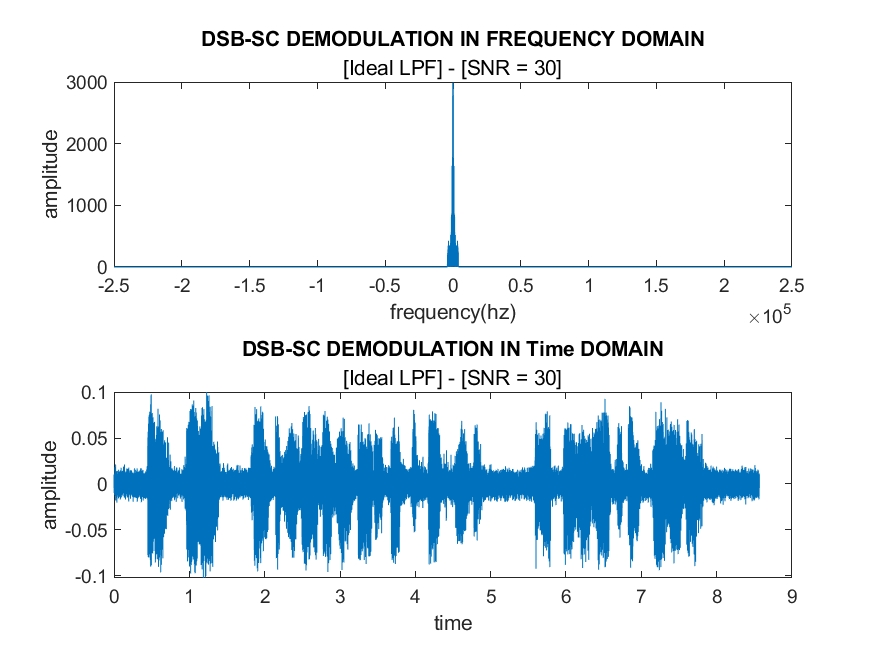 DSB-SC DEMODULATION IN FREQUENCY DOMAIN
[Ideal LPF] - [SNR = 30]
3000
2000
1000
0
amplitude
-2.5 -2 -1.5 -1 -0.5 0 0.5 1 1.5 2 2.5
frequency(hz)
×10^5
DSB-SC DEMODULATION IN Time DOMAIN
[Ideal LPF] - [SNR = 30]
0.1
0.05
0
-0.05
-0.1
amplitude
0 1 2 3 4 5 6 7 8 9
time